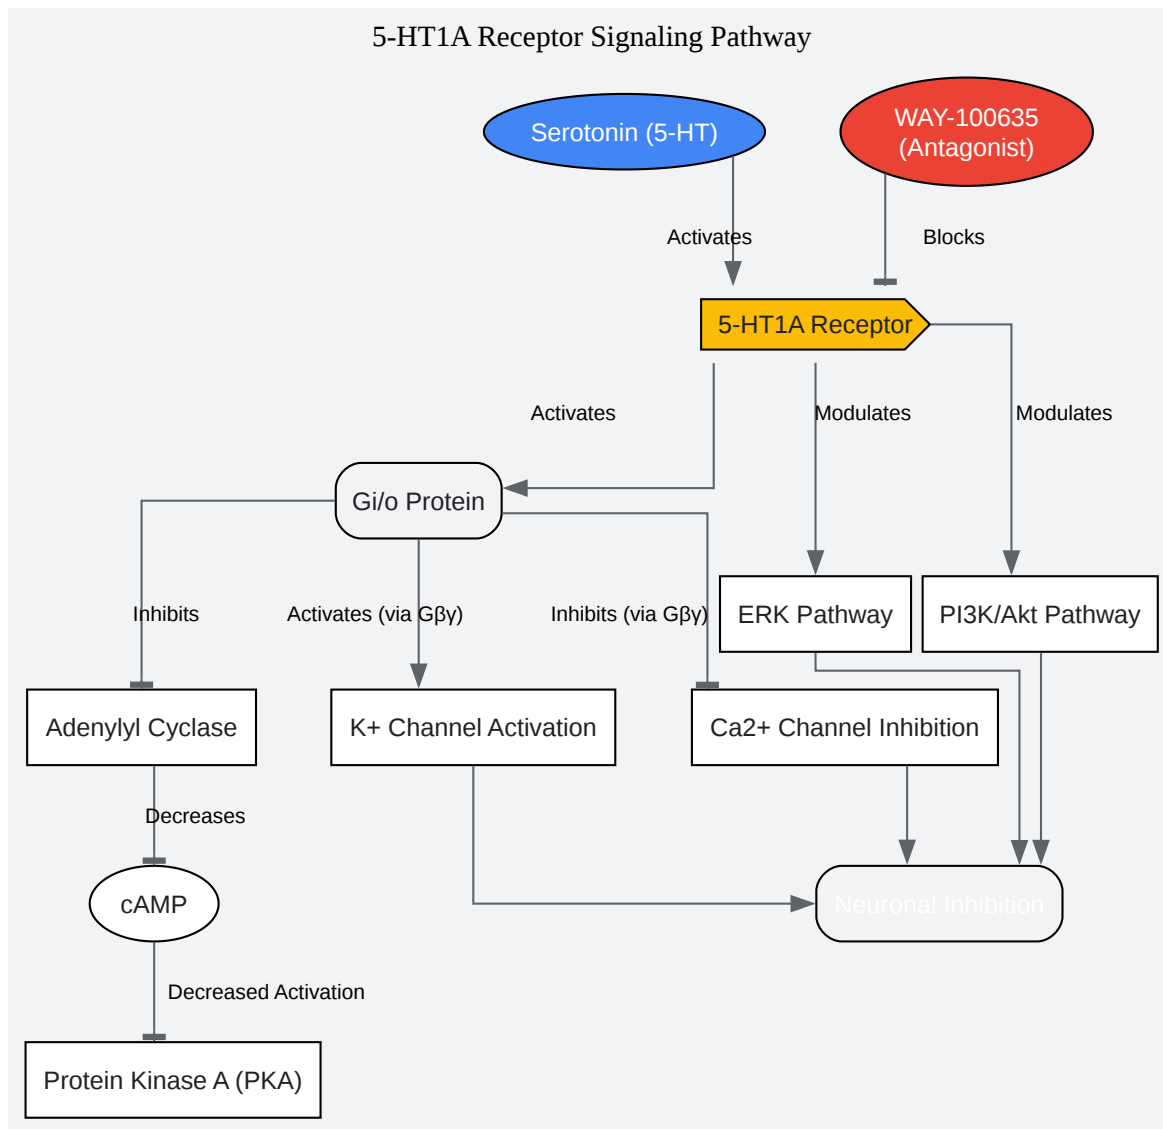 5-HT1A Receptor Signaling Pathway
Serotonin (5-HT)
WAY-100635
(Antagonist)
Activates
Blocks
5-HT1A Receptor
Activates
Modulates
Modulates
Gi/o Protein
Inhibits
Activates (via Gβγ)
Inhibits (via Gβγ)
ERK Pathway
PI3K/Akt Pathway
Adenylyl Cyclase
K+ Channel Activation
Ca2+ Channel Inhibition
Decreases
cAMP
Neuronal Inhibition
Decreased Activation
Protein Kinase A (PKA)